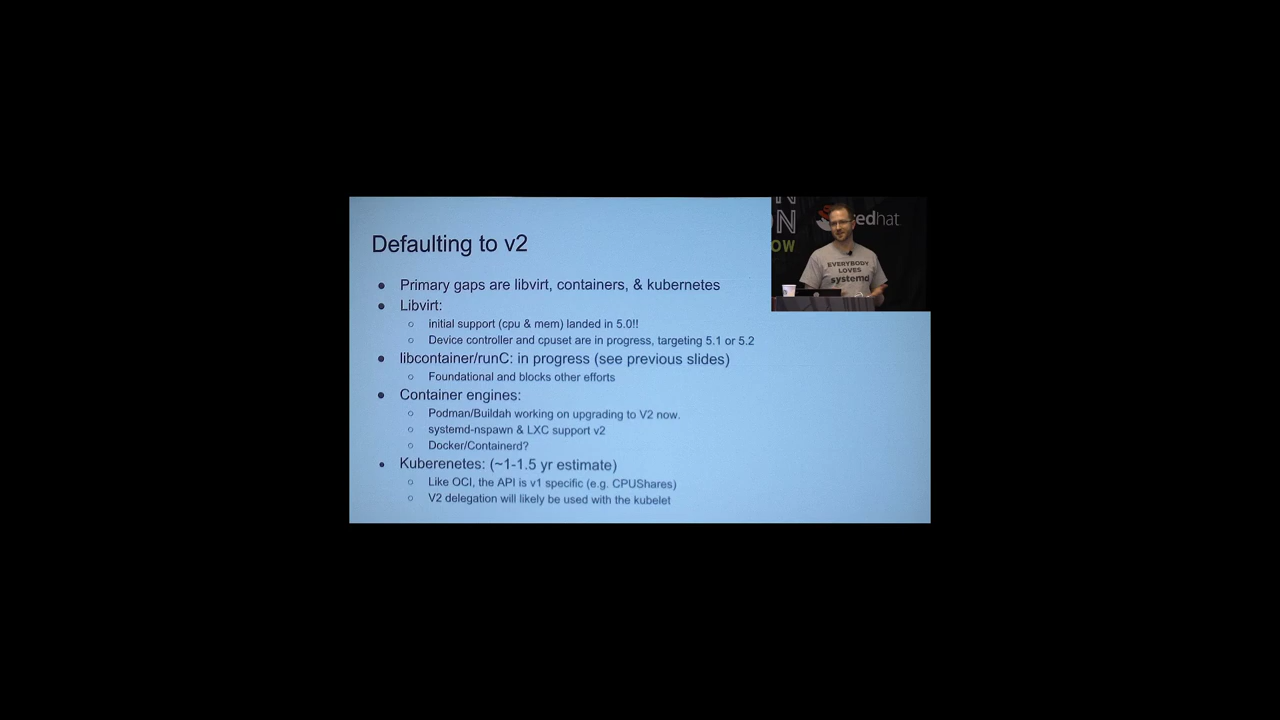 Defaulting to v2
● Primary gaps are libvirt, containers, & kubernetes
● Libvirt:
○ initial support (cpu & mem) landed in 5.0!!
○ Device controller and cpuset are in progress, targeting 5.1 or 5.2
● libcontainer/runC: in progress (see previous slides)
○ Foundational and blocks other efforts
● Container engines:
○ Podman/Buildah working on upgrading to V2 now.
○ systemd-nspawn & LXC support v2
○ Docker/Containerd?
● Kuberenetes: (~1-1.5 yr estimate)
○ Like OCI, the API is v1 specific (e.g. CPUShares)
○ V2 delegation will likely be used with the kubelet
N
ON
OW
redhat
EVERYBODY
LOVES
systemd